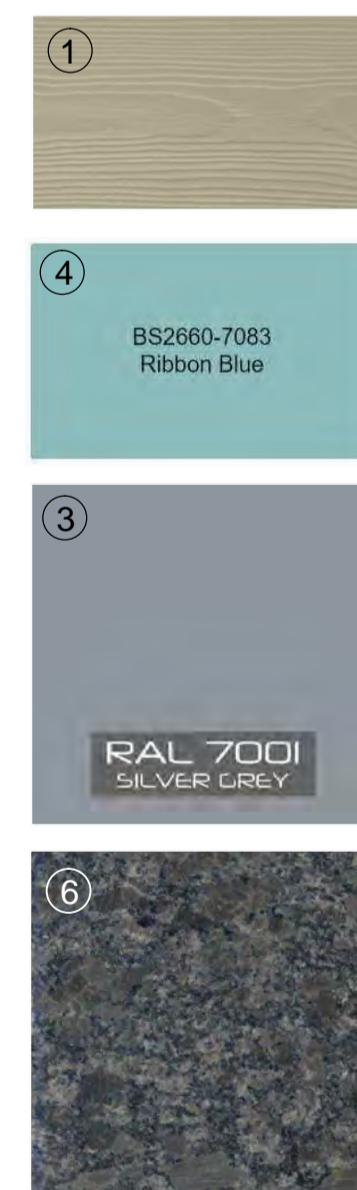 1
4
BS2660-7083
Ribbon Blue
3
RAL 7001
SILVER GREY
6